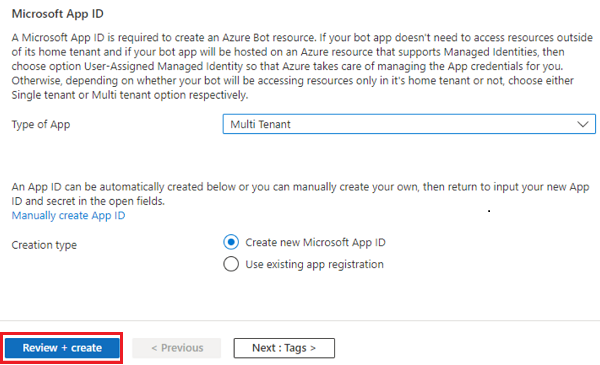 Microsoft App ID
A Microsoft App ID is required to create an Azure Bot resource. If your bot app doesn't need to access resources outside
of its home tenant and if your bot app will be hosted on an Azure resource that supports Managed Identities, then
choose option User-Assigned Managed Identity so that Azure takes care of managing the App credentials for you.
Otherwise, depending on whether your bot will be accessing resources only in it's home tenant or not, choose either
Single tenant or Multi tenant option respectively.
Type of App
Multi Tenant
An App ID can be automatically created below or you can manually create your own, then return to input your new App
ID and secret in the open fields.
Manually create App ID
Creation type
Create new Microsoft App ID
Use existing app registration
Review + create
< Previous
Next : Tags >